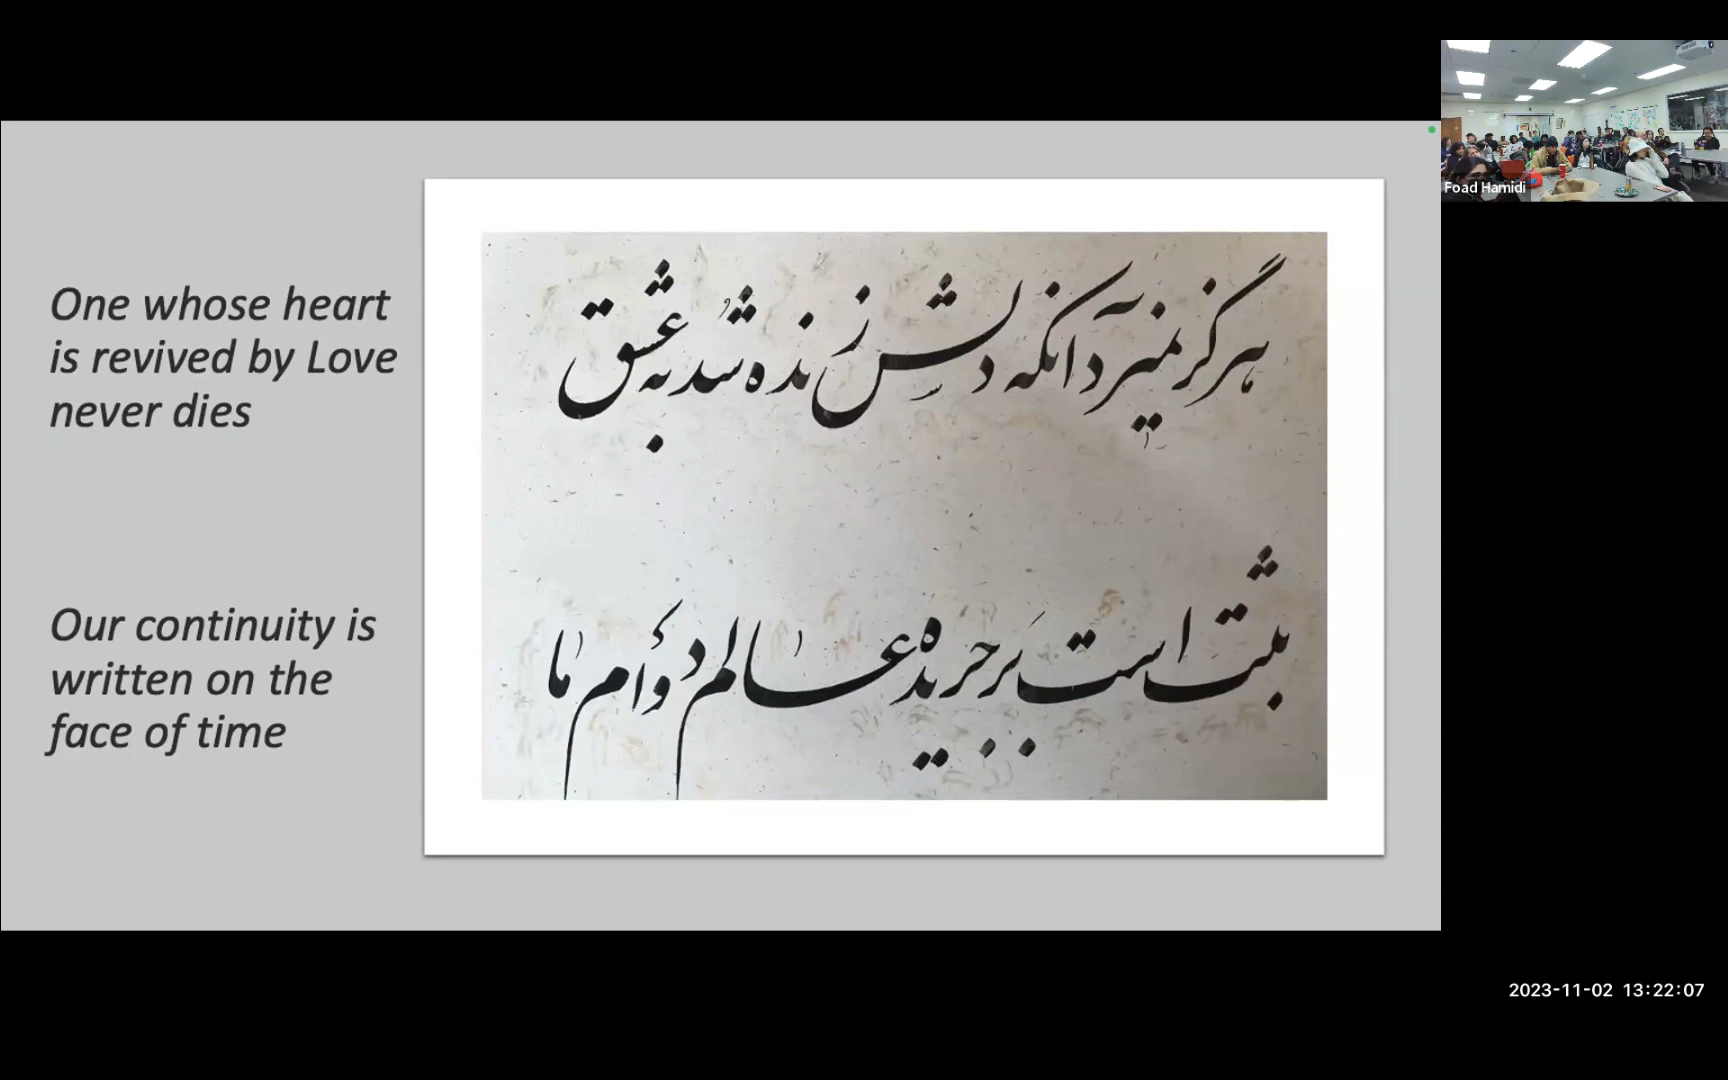 One whose heart
is revived by Love
never dies
هرگز نمیرد آنکه دلش زنده شد به عشق
Our continuity is
written on the
face of time
ثبت است بر جریدهٔ عالم دوام ما
Foad Hamidi
2023-11-02 13:22:07